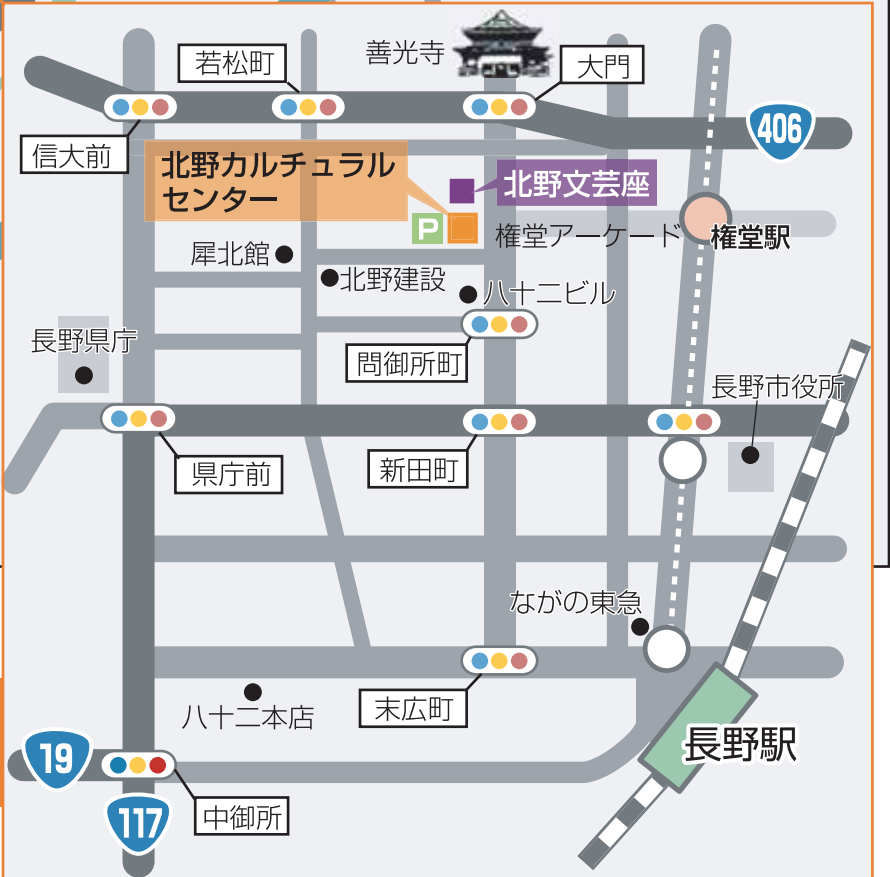 善光寺
若松町
大門
406
信大前
北野カルチュラル
センター
北野文芸座
P
権堂アーケード
権堂駅
犀北館
北野建設
八十二ビル
長野県庁
問御所町
長野市役所
県庁前
新田町
ながの東急
八十二本店
末広町
長野駅
19
中御所
117